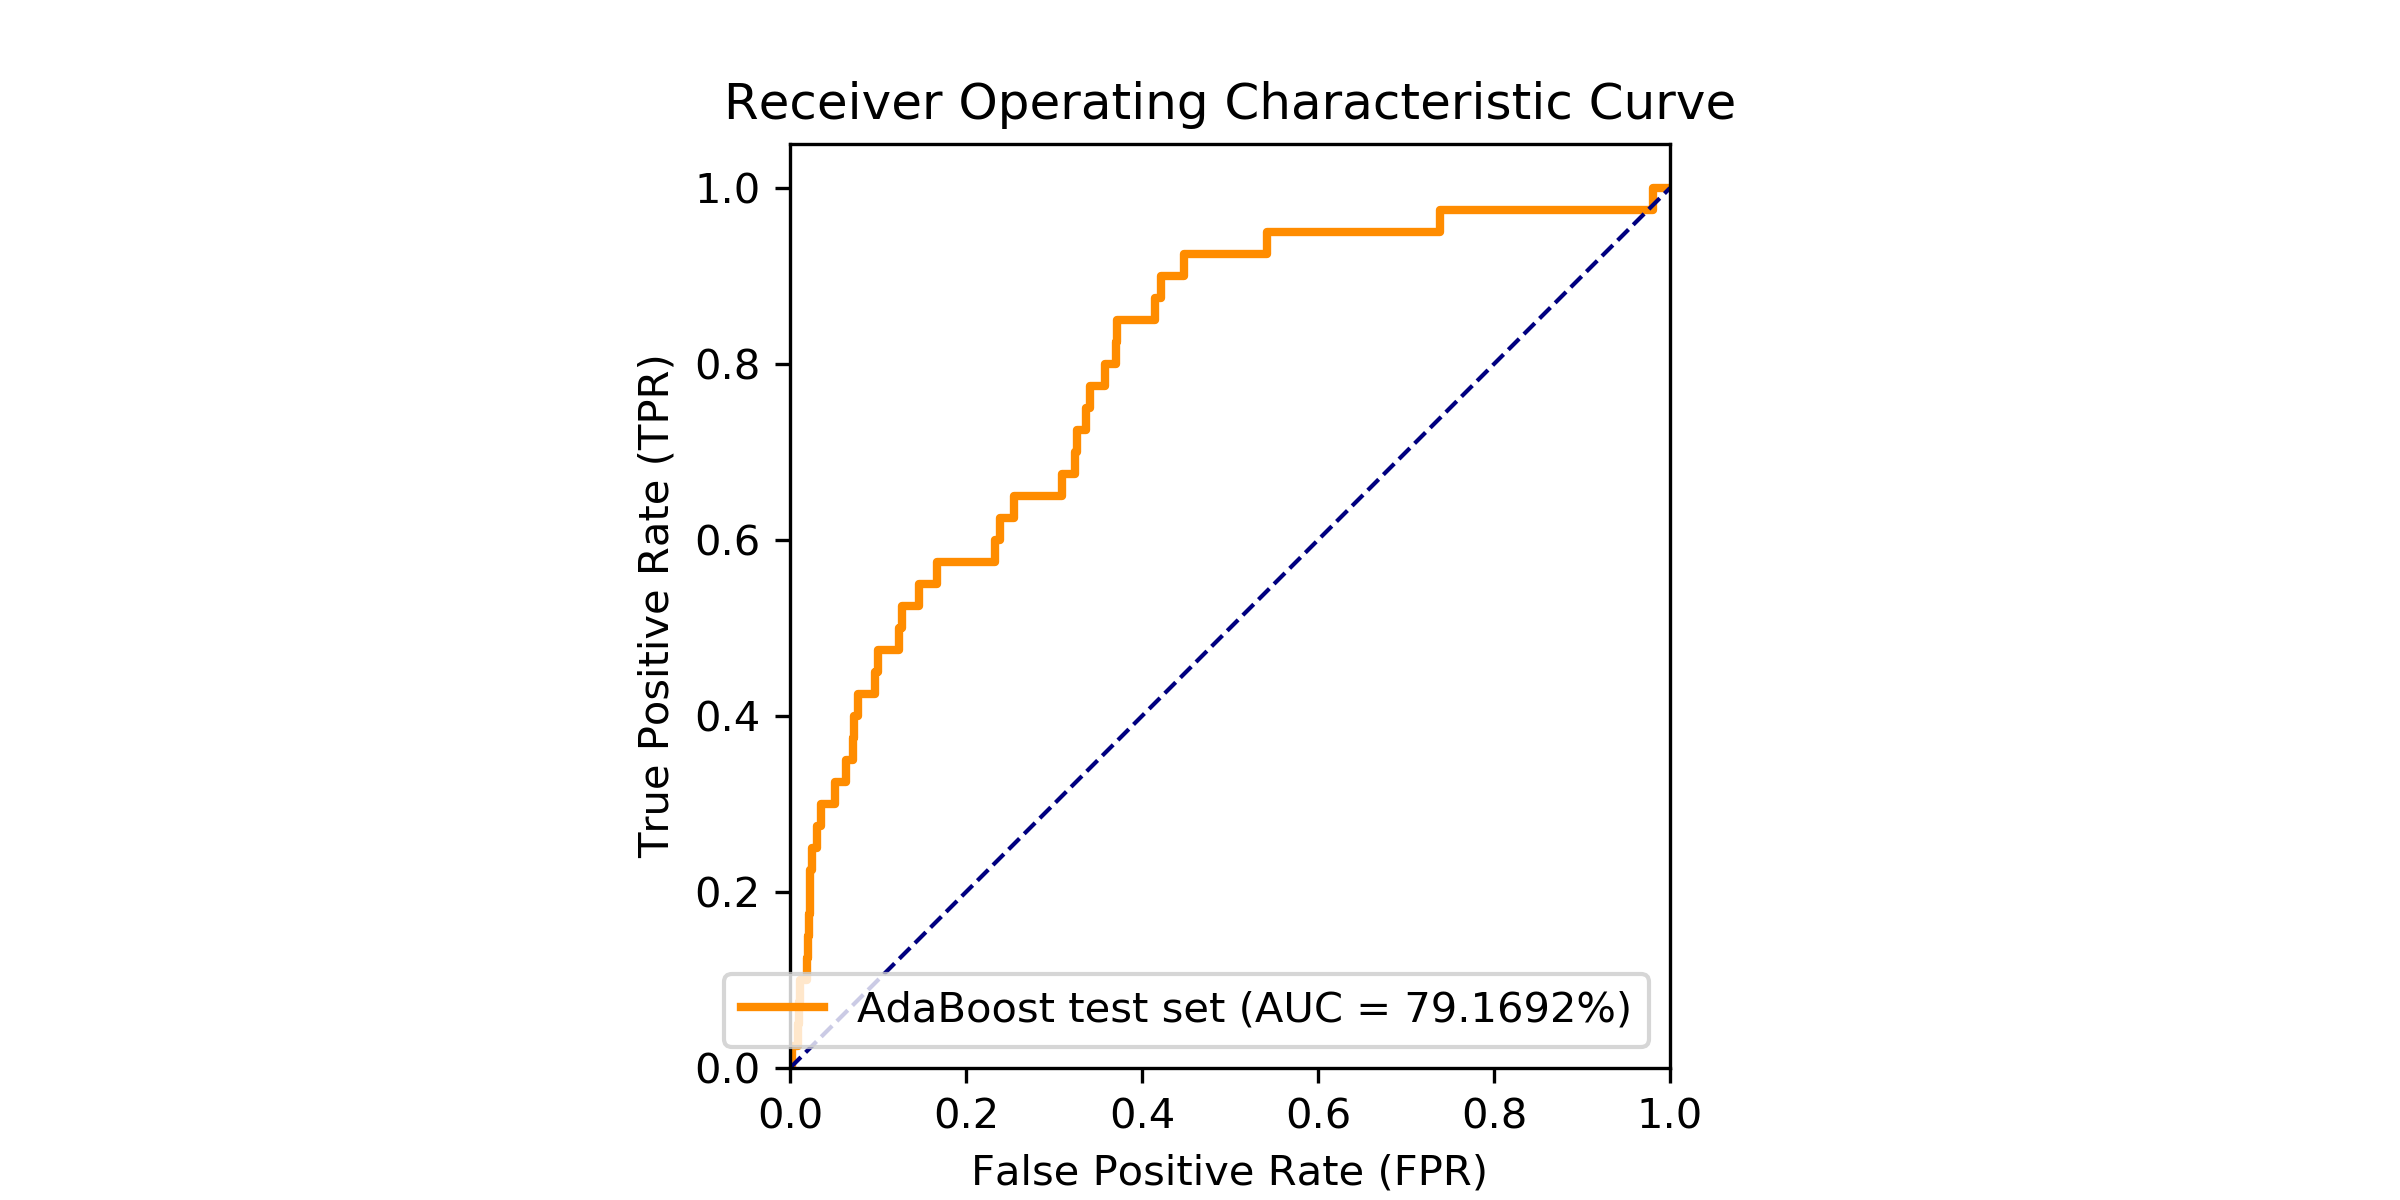 Receiver Operating Characteristic Curve
1.0
0.8
0.6
0.4
0.2
0.0
True Positive Rate (TPR)
AdaBoost test set (AUC = 79.1692%)
0.0 0.2 0.4 0.6 0.8 1.0
False Positive Rate (FPR)